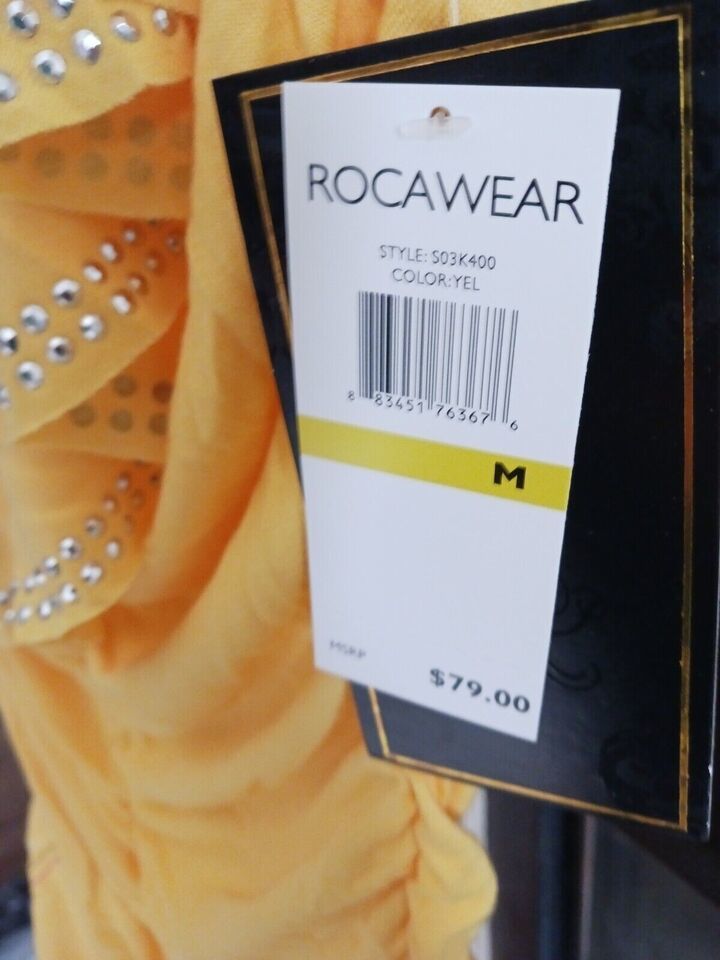 ROCAWEAR
STYLE: S03K400
COLOR:YEL
8 83451 76367 6
M
MSRP
$79.00